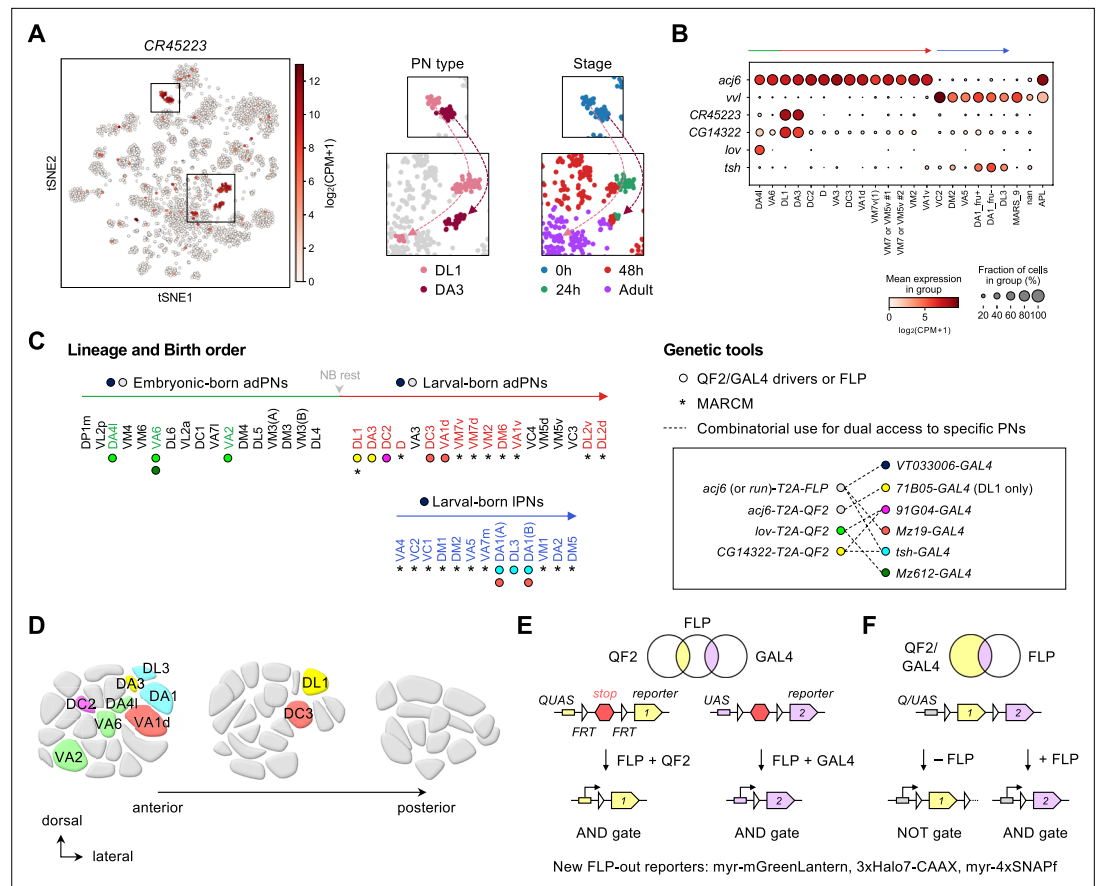 A
CR45223
tSNE2
tSNE1
12
10
8
6
4
2
0
log2(CPM+1)
PN type
Stage
DL1
DA3
0h
24h
48h
Adult
B
acj6
vvl
CR45223
CG14322
lov
tsh
DA4l
VA6
DL1
DA3
DC2
D
VA3
DC3
VA1d
VM7v(1)
VM7 or VM5v #1
VM7 or VM5v #2
VM2
VA1v
VC2
DM2
VA5
DA1_fru+
DA1_fru-
DL3
MARS_9
nan
APL
Mean expression
in group
0 5
log2(CPM+1)
Fraction of cells
in group (%)
20 40 60 80 100
C
Lineage and Birth order
Embryonic-born adPNs
NB rest
Larval-born adPNs
DP1m
VL2p
DA4l
VM4
VM6
VA6
DL6
VL2a
DC1
VA7l
VA2
DM4
DL5
VM3(A)
DM3
VM3(B)
DL4
DL1
DA3
DC2
D
VA3
DC3
VA1d
VM7v
VM7d
VM2
DM6
VA1v
VC4
VM5d
VM5v
VC3
DL2v
DL2d
* * * * * * * * *
Larval-born lPNs
VA4
VC2
VC1
DM1
DM2
VA5
VA7m
DA1(A)
DL3
DA1(B)
VM1
DA2
DM5
* * * * * * * * * *
Genetic tools
QF2/GAL4 drivers or FLP
* MARCM
Combinatorial use for dual access to specific PNs
acj6 (or run)-T2A-FLP
acj6-T2A-QF2
lov-T2A-QF2
CG14322-T2A-QF2
VT033006-GAL4
71B05-GAL4 (DL1 only)
91G04-GAL4
Mz19-GAL4
tsh-GAL4
Mz612-GAL4
D
DL3
DA3
DC2
DA4l
DA1
VA6
VA1d
VA2
DL1
DC3
anterior
posterior
dorsal
lateral
E
FLP
QF2
GAL4
QUAS
stop
reporter
1
FRT
FRT
UAS
reporter
2
FLP + QF2
FLP + GAL4
1
2
AND gate
AND gate
F
QF2/
GAL4
FLP
Q/UAS
1
2
– FLP
+ FLP
1
2
NOT gate
AND gate
New FLP-out reporters: myr-mGreenLantern, 3xHalo7-CAAX, myr-4xSNAPf